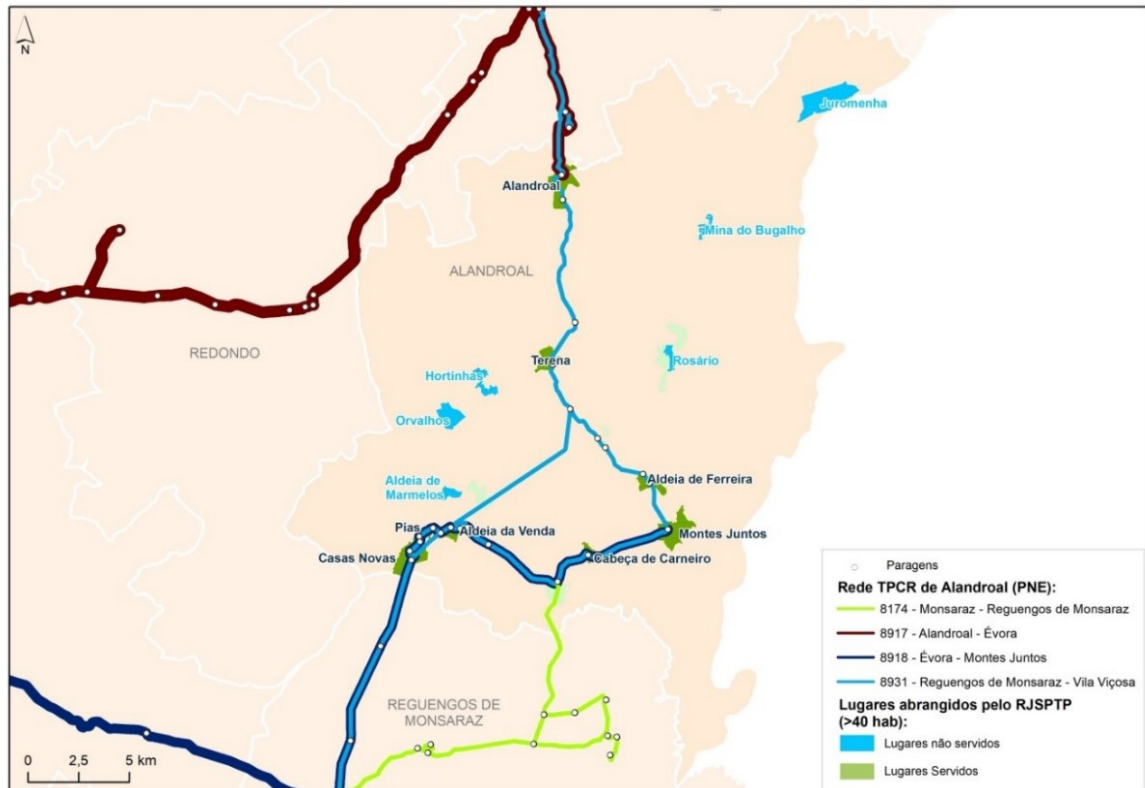 N
Juromenha
Alandroal
Mina do Bugalho
ALANDROAL
REDONDO
Terena
Rosário
Hortinhas
Orvalhos
Aldeia de
Marmelos
Aldeia de Ferreira
Pias
Aldeia da Venda
Montes Juntos
Casas Novas
Cabeça de Carneiro
REGUENGOS DE
MONSARAZ
0 2,5 5 km
Paragens
Rede TPCR de Alandroal (PNE):
8174 - Monsaraz - Reguengos de Monsaraz
8917 - Alandroal - Évora
8918 - Évora - Montes Juntos
8931 - Reguengos de Monsaraz - Vila Viçosa
Lugares abrangidos pelo RJSPTP
(>40 hab):
Lugares não servidos
Lugares Servidos